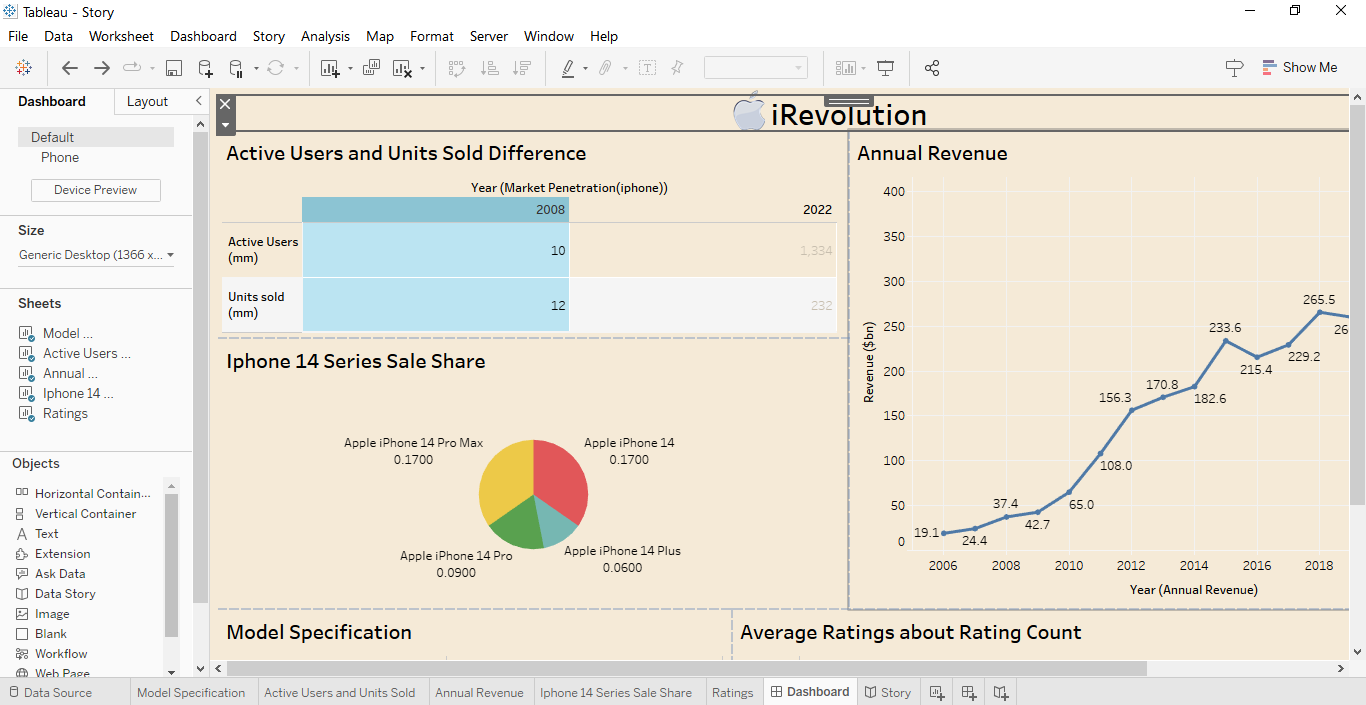 Tableau - Story
File Data Worksheet Dashboard Story Analysis Map Format Server Window Help
Show Me
Dashboard Layout
Default
Phone
Device Preview
Size
Generic Desktop (1366 x...
Sheets
Model ...
Active Users ...
Annual ...
Iphone 14 ...
Ratings
Objects
Horizontal Contain...
Vertical Container
Text
Extension
Ask Data
Data Story
Image
Blank
Workflow
Web Page
iRevolution
Active Users and Units Sold Difference
Year (Market Penetration(iphone))
2008 2022
Active Users
(mm)
10 1,334
Units sold
(mm)
12 232
Iphone 14 Series Sale Share
Apple iPhone 14 Pro Max
0.1700
Apple iPhone 14
0.1700
Apple iPhone 14 Pro
0.0900
Apple iPhone 14 Plus
0.0600
Annual Revenue
Revenue ($bn)
400
350
300
250
200
150
100
50
0
19.1
24.4
37.4
42.7
65.0
108.0
156.3
170.8
182.6
233.6
215.4
229.2
265.5
26
2006 2008 2010 2012 2014 2016 2018
Year (Annual Revenue)
Model Specification
Average Ratings about Rating Count
Data Source Model Specification Active Users and Units Sold Annual Revenue Iphone 14 Series Sale Share Ratings Dashboard Story